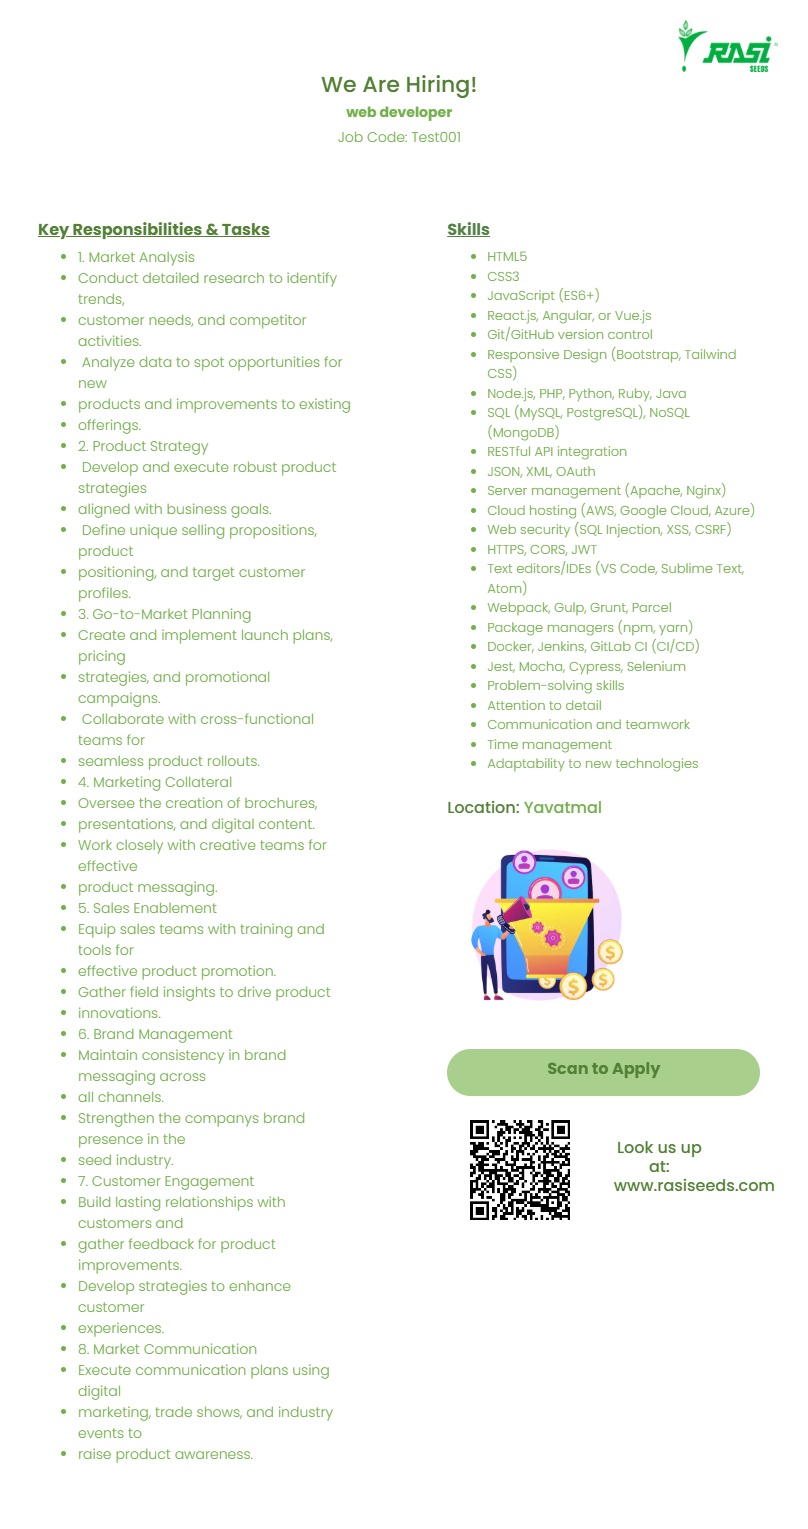 RASi
SEEDS
We Are Hiring!
web developer
Job Code: Test001
Key Responsibilities & Tasks
1. Market Analysis
Conduct detailed research to identify
trends,
customer needs, and competitor
activities.
Analyze data to spot opportunities for
new
products and improvements to existing
offerings.
2. Product Strategy
Develop and execute robust product
strategies
aligned with business goals.
Define unique selling propositions,
product
positioning, and target customer
profiles.
3. Go-to-Market Planning
Create and implement launch plans,
pricing
strategies, and promotional
campaigns.
Collaborate with cross-functional
teams for
seamless product rollouts.
4. Marketing Collateral
Oversee the creation of brochures,
presentations, and digital content.
Work closely with creative teams for
effective
product messaging.
5. Sales Enablement
Equip sales teams with training and
tools for
effective product promotion.
Gather field insights to drive product
innovations.
6. Brand Management
Maintain consistency in brand
messaging across
all channels.
Strengthen the companys brand
presence in the
seed industry.
7. Customer Engagement
Build lasting relationships with
customers and
gather feedback for product
improvements.
Develop strategies to enhance
customer
experiences.
8. Market Communication
Execute communication plans using
digital
marketing, trade shows, and industry
events to
raise product awareness.
Skills
HTML5
CSS3
JavaScript (ES6+)
React.js, Angular, or Vue.js
Git/GitHub version control
Responsive Design (Bootstrap, Tailwind
CSS)
Node.js, PHP, Python, Ruby, Java
SQL (MySQL, PostgreSQL), NoSQL
(MongoDB)
RESTful API integration
JSON, XML, OAuth
Server management (Apache, Nginx)
Cloud hosting (AWS, Google Cloud, Azure)
Web security (SQL Injection, XSS, CSRF)
HTTPS, CORS, JWT
Text editors/IDEs (VS Code, Sublime Text,
Atom)
Webpack, Gulp, Grunt, Parcel
Package managers (npm, yarn)
Docker, Jenkins, GitLab CI (CI/CD)
Jest, Mocha, Cypress, Selenium
Problem-solving skills
Attention to detail
Communication and teamwork
Time management
Adaptability to new technologies
Location: Yavatmal
Scan to Apply
Look us up
at:
www.rasiseeds.com